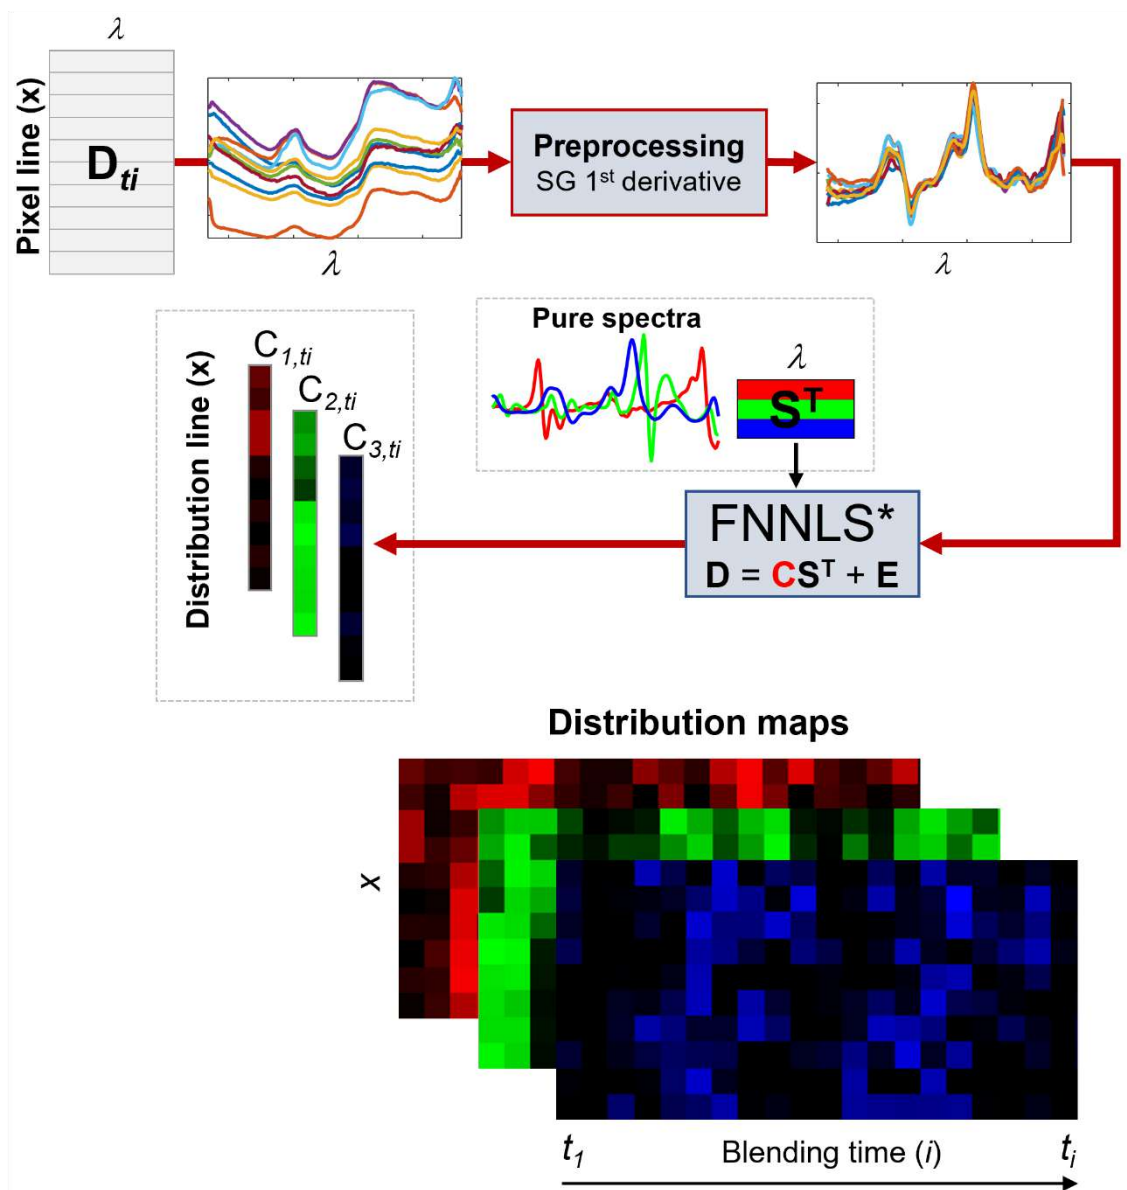 λ
Pixel line (x)
D_ti
λ
Preprocessing
SG 1st derivative
λ
Pure spectra
λ
S^T
Distribution line (x)
C_1,ti
C_2,ti
C_3,ti
FNNLS*
D = CS^T + E
Distribution maps
x
t_1 Blending time (i) t_i